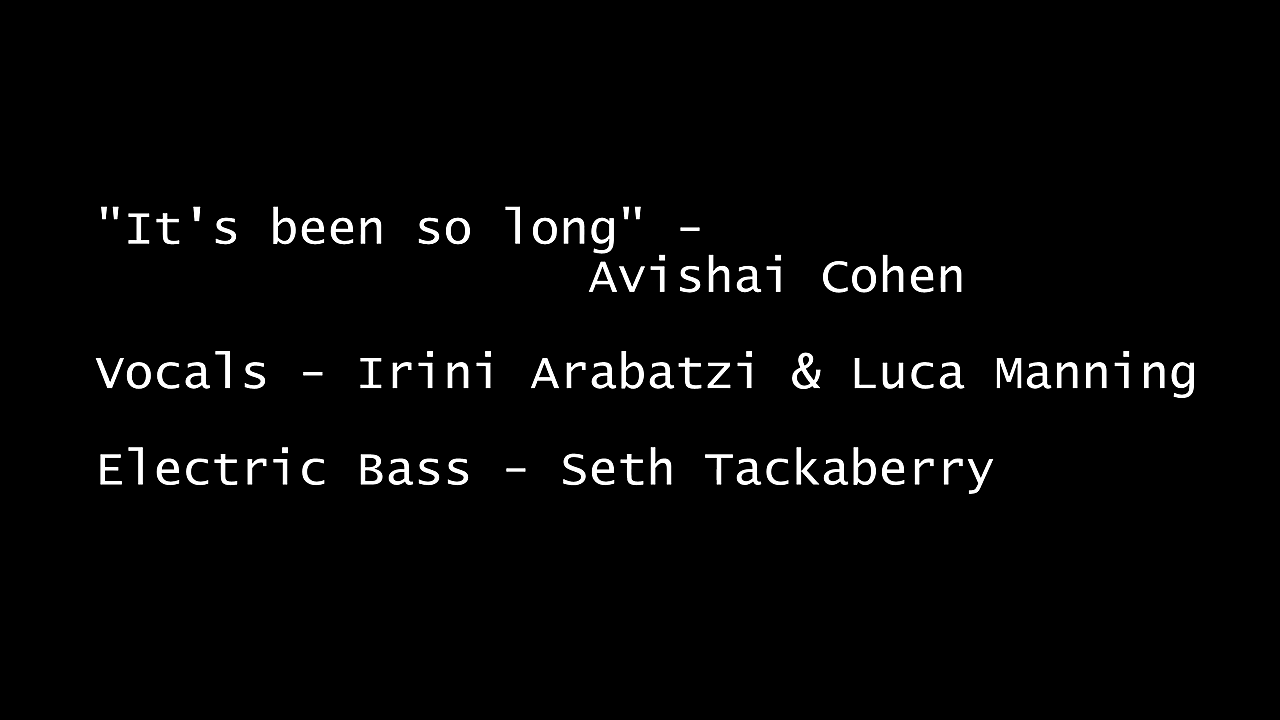 "It's been so long" –
Avishai Cohen
Vocals – Irini Arabatzi & Luca Manning
Electric Bass – Seth Tackaberry